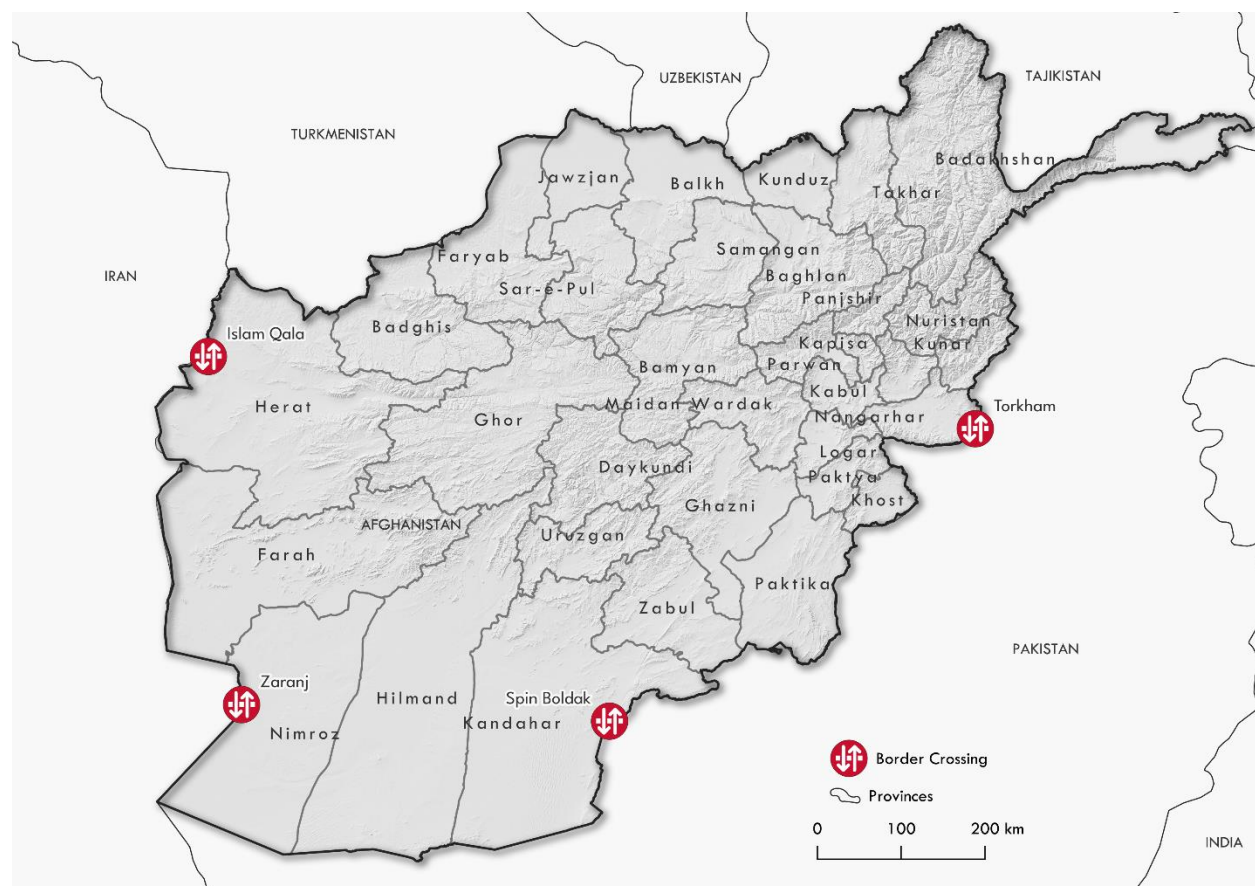 UZBEKISTAN
TAJIKISTAN
TURKMENISTAN
Badakhshan
Jawzjan
Balkh
Kunduz
Takhar
Faryab
Samangan
IRAN
Baghlan
Sar-e-Pul
Panjshir
Islam Qala
Badghis
Nuristan
Kapisa
Kunar
Bamyan
Parwan
Kabul
Herat
Ghor
Maidan Wardak
Nangarhar
Torkham
Logar
Daykundi
Paktya
Ghazni
Khost
AFGHANISTAN
Uruzgan
Farah
Paktika
Zabul
PAKISTAN
Zaranj
Hilmand
Spin Boldak
Kandahar
Nimroz
Border Crossing
Provinces
0 100 200 km
INDIA